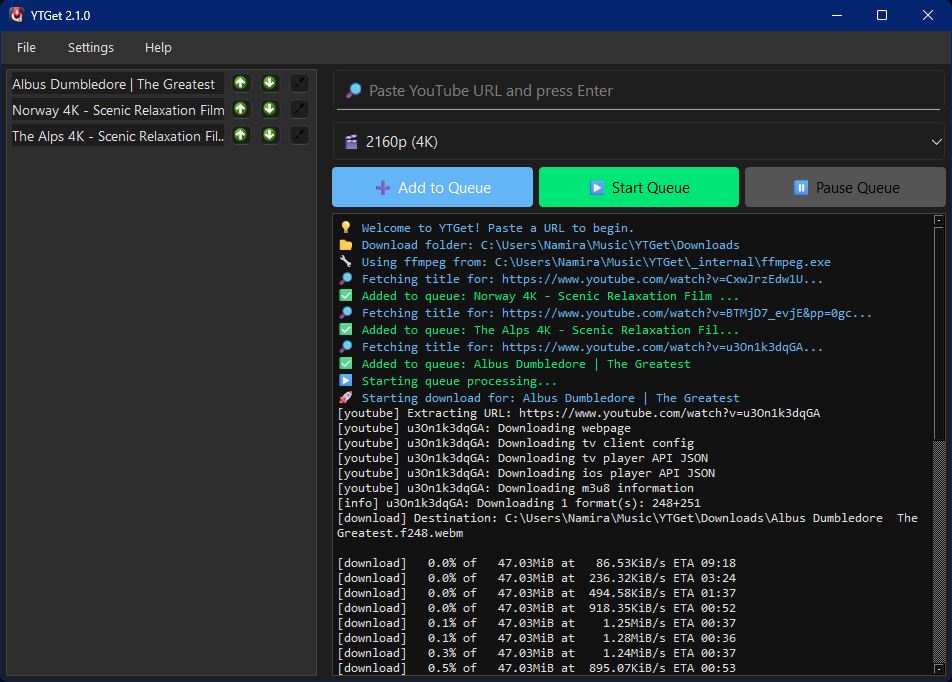 YTGet 2.1.0
File Settings Help
Albus Dumbledore | The Greatest
Norway 4K - Scenic Relaxation Film
The Alps 4K - Scenic Relaxation Fil..
Paste YouTube URL and press Enter
2160p (4K)
Add to Queue Start Queue Pause Queue
Welcome to YTGet! Paste a URL to begin.
Download folder: C:\Users\Namira\Music\YTGet\Downloads
Using ffmpeg from: C:\Users\Namira\Music\YTGet\_internal\ffmpeg.exe
Fetching title for: https://www.youtube.com/watch?v=CxwJrzEdw1U...
Added to queue: Norway 4K - Scenic Relaxation Film ...
Fetching title for: https://www.youtube.com/watch?v=BTMjD7_evjE&pp=0gc...
Added to queue: The Alps 4K - Scenic Relaxation Fil...
Fetching title for: https://www.youtube.com/watch?v=u3On1k3dqGA...
Added to queue: Albus Dumbledore | The Greatest
Starting queue processing...
Starting download for: Albus Dumbledore | The Greatest
[youtube] Extracting URL: https://www.youtube.com/watch?v=u3On1k3dqGA
[youtube] u3On1k3dqGA: Downloading webpage
[youtube] u3On1k3dqGA: Downloading tv client config
[youtube] u3On1k3dqGA: Downloading tv player API JSON
[youtube] u3On1k3dqGA: Downloading ios player API JSON
[youtube] u3On1k3dqGA: Downloading m3u8 information
[info] u3On1k3dqGA: Downloading 1 format(s): 248+251
[download] Destination: C:\Users\Namira\Music\YTGet\Downloads\Albus Dumbledore  The
Greatest.f248.webm
[download]   0.0% of   47.03MiB at   86.53KiB/s ETA 09:18
[download]   0.0% of   47.03MiB at  236.32KiB/s ETA 03:24
[download]   0.0% of   47.03MiB at  494.58KiB/s ETA 01:37
[download]   0.0% of   47.03MiB at  918.35KiB/s ETA 00:52
[download]   0.1% of   47.03MiB at    1.25MiB/s ETA 00:37
[download]   0.1% of   47.03MiB at    1.28MiB/s ETA 00:36
[download]   0.3% of   47.03MiB at    1.24MiB/s ETA 00:37
[download]   0.5% of   47.03MiB at  895.07KiB/s ETA 00:53